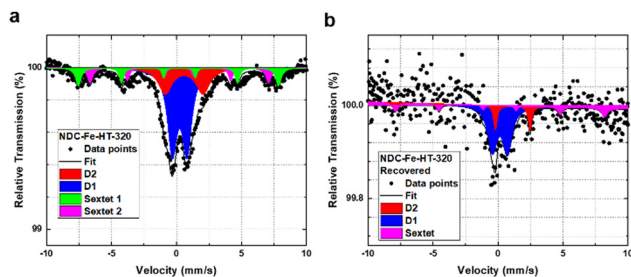 a
Relative Transmission (%)
100
99
NDC-Fe-HT-320
Data points
Fit
D2
D1
Sextet 1
Sextet 2
-10 -5 0 5 10
Velocity (mm/s)
b
Relative Transmission (%)
100.0
99.8
NDC-Fe-HT-320
Recovered
Data points
Fit
D2
D1
Sextet
-10 -5 0 5 10
Velocity (mm/s)